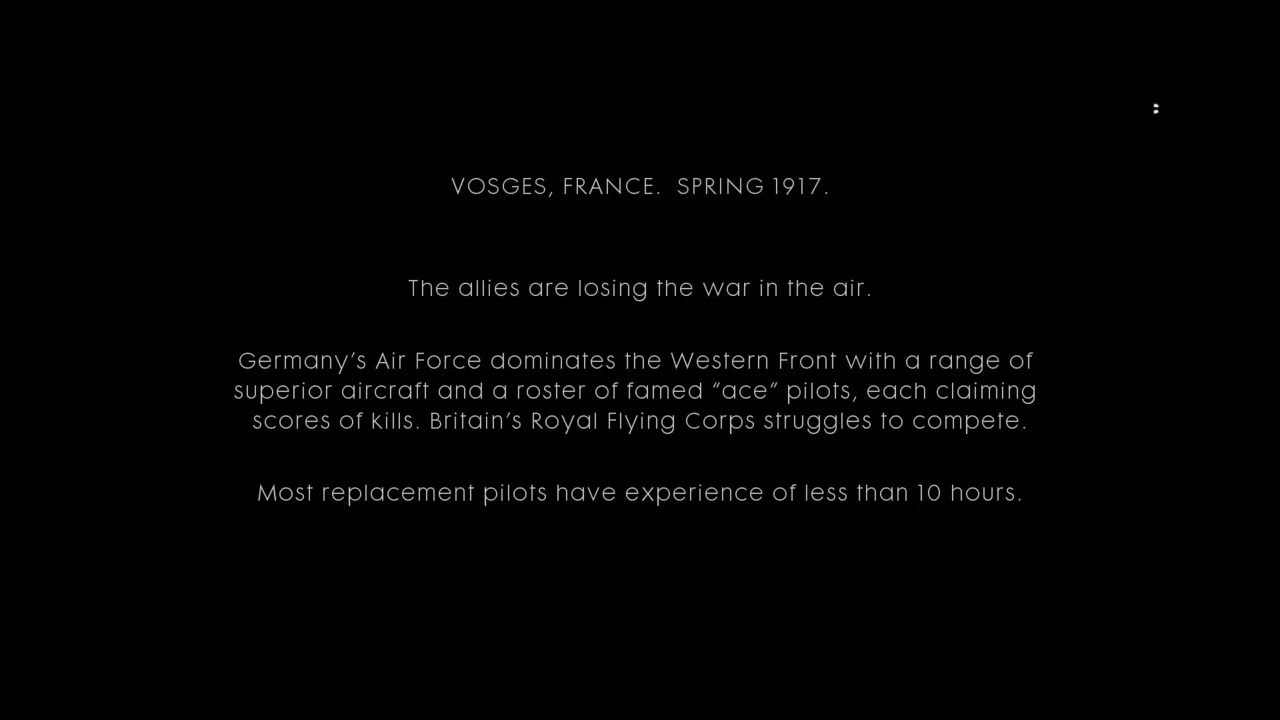 VOSGES, FRANCE.  SPRING 1917.
The allies are losing the war in the air.
Germany’s Air Force dominates the Western Front with a range of
superior aircraft and a roster of famed “ace” pilots, each claiming
scores of kills. Britain’s Royal Flying Corps struggles to compete.
Most replacement pilots have experience of less than 10 hours.